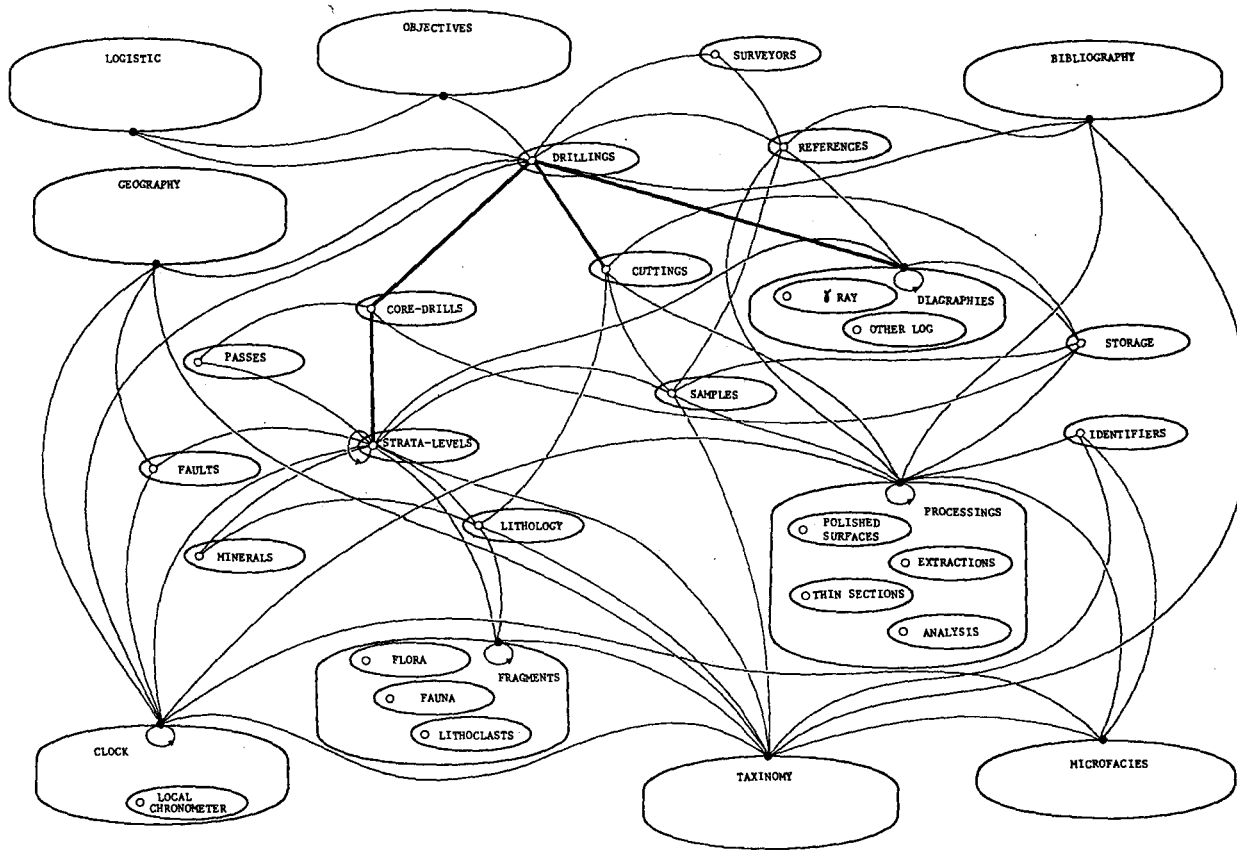 OBJECTIVES
LOGISTIC
SURVEYORS
BIBLIOGRAPHY
DRILLINGS
REFERENCES
GEOGRAPHY
CUTTINGS
CORE-DRILLS
RAY
DIAGRAPHIES
OTHER LOG
STORAGE
PASSES
SAMPLES
STRATA-LEVELS
IDENTIFIERS
FAULTS
PROCESSINGS
LITHOLOGY
POLISHED
SURFACES
MINERALS
EXTRACTIONS
THIN SECTIONS
ANALYSIS
FLORA
FRAGMENTS
FAUNA
LITHOCLASTS
CLOCK
MICROFACIES
TAXINOMY
LOCAL
CHRONOMETER